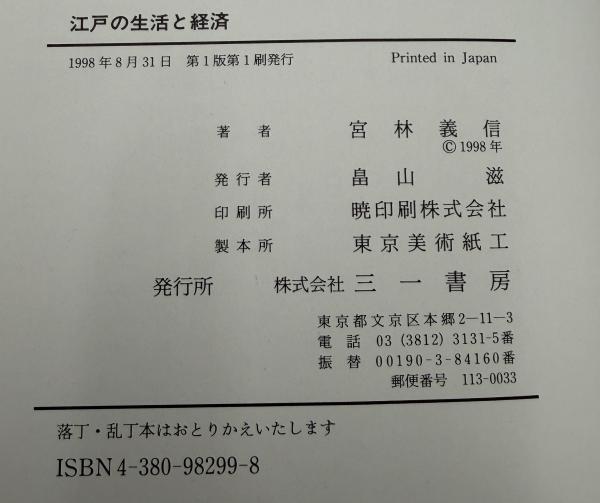 江戸の生活と経済
1998年8月31日 第1版第1刷発行 Printed in Japan
著者 宮林義信
©1998年
発行者 畠山滋
印刷所 暁印刷株式会社
製本所 東京美術紙工
発行所 株式会社 三一書房
東京都文京区本郷2—11—3
電話 03 (3812) 3131-5番
振替 00190-3-84160番
郵便番号 113-0033
落丁・乱丁本はおとりかえいたします
ISBN4-380-98299-8